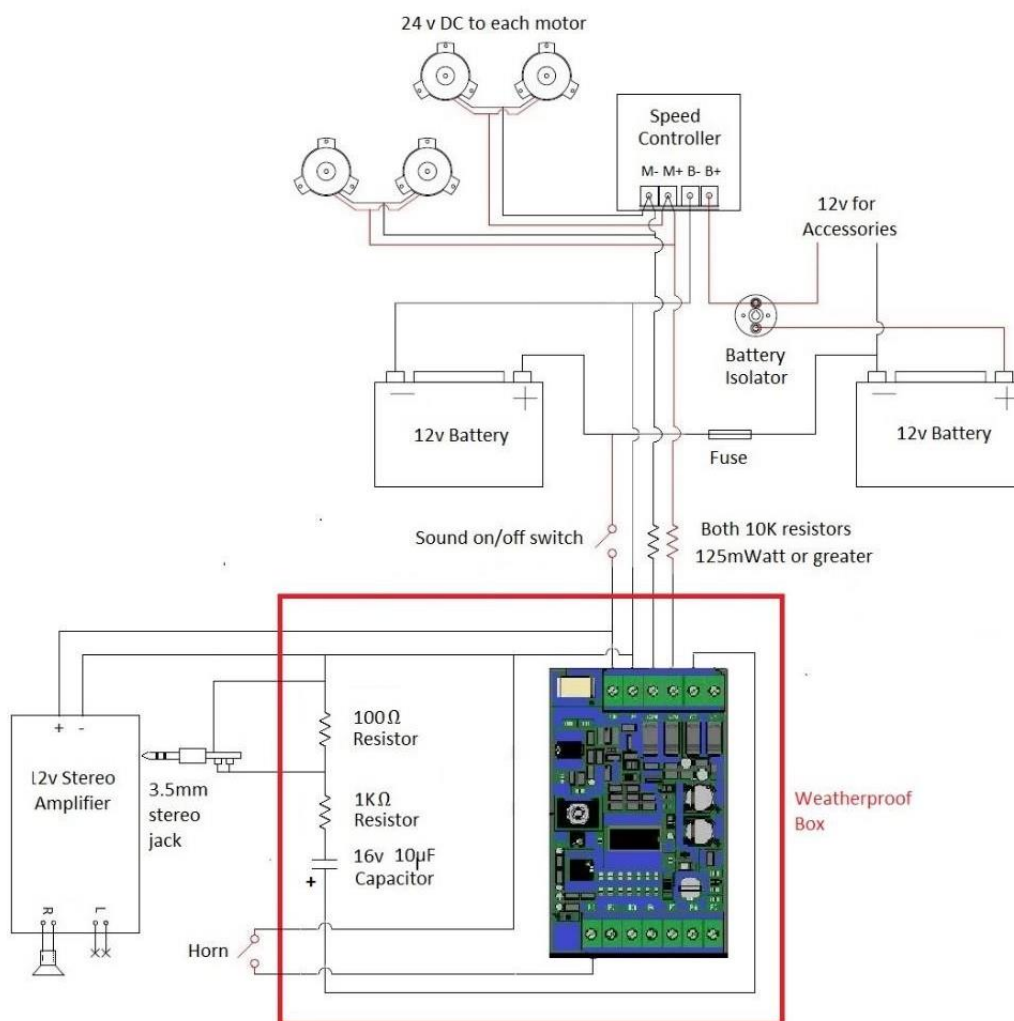 24 v DC to each motor
Speed
Controller
M- M+ B- B+
12v for
Accessories
Battery
Isolator
12v Battery
12v Battery
Fuse
Sound on/off switch
Both 10K resistors
125mWatt or greater
+ -
12v Stereo
Amplifier
3.5mm
stereo
jack
100Ω
Resistor
1KΩ
Resistor
16v 10µF
Capacitor
+
Weatherproof
Box
R L
Horn